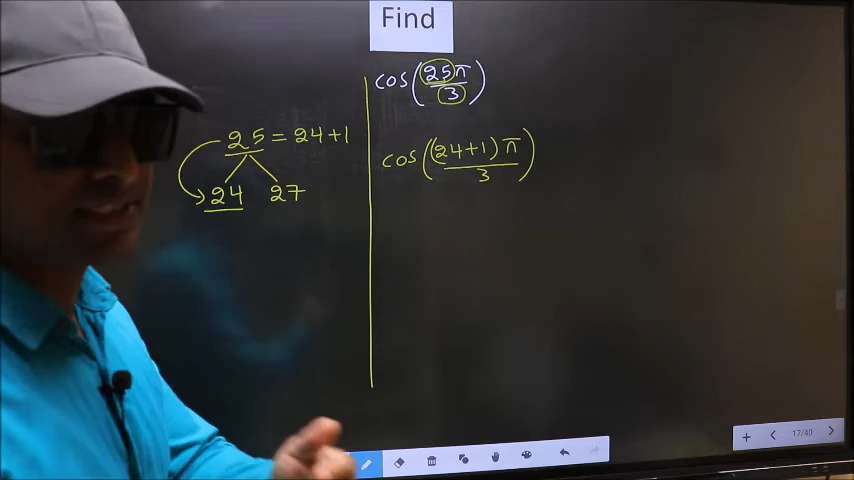 Find
cos(25π/3)
25 = 24+1
24 27
cos((24+1)π/3)
17/40